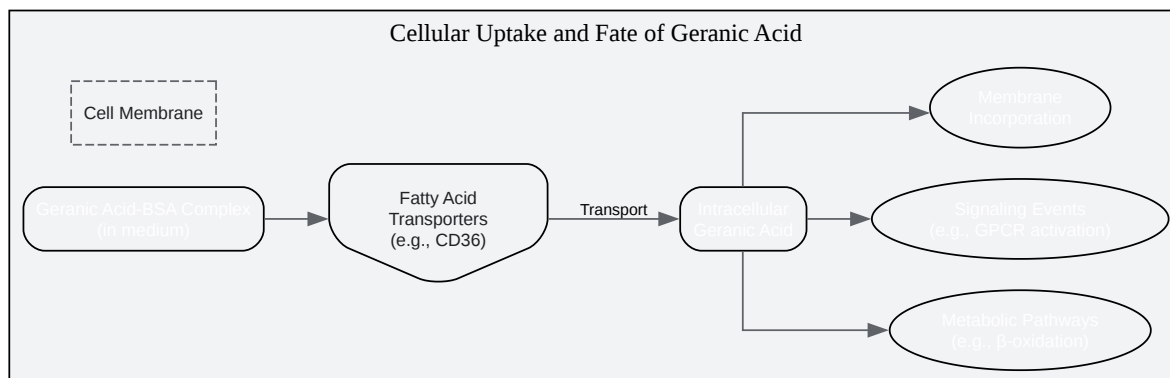 Cellular Uptake and Fate of Geranic Acid
Cell Membrane
Geranic Acid-BSA Complex
(in medium)
Fatty Acid
Transporters
(e.g., CD36)
Transport
Intracellular
Geranic Acid
Membrane
Incorporation
Signaling Events
(e.g., GPCR activation)
Metabolic Pathways
(e.g., β-oxidation)